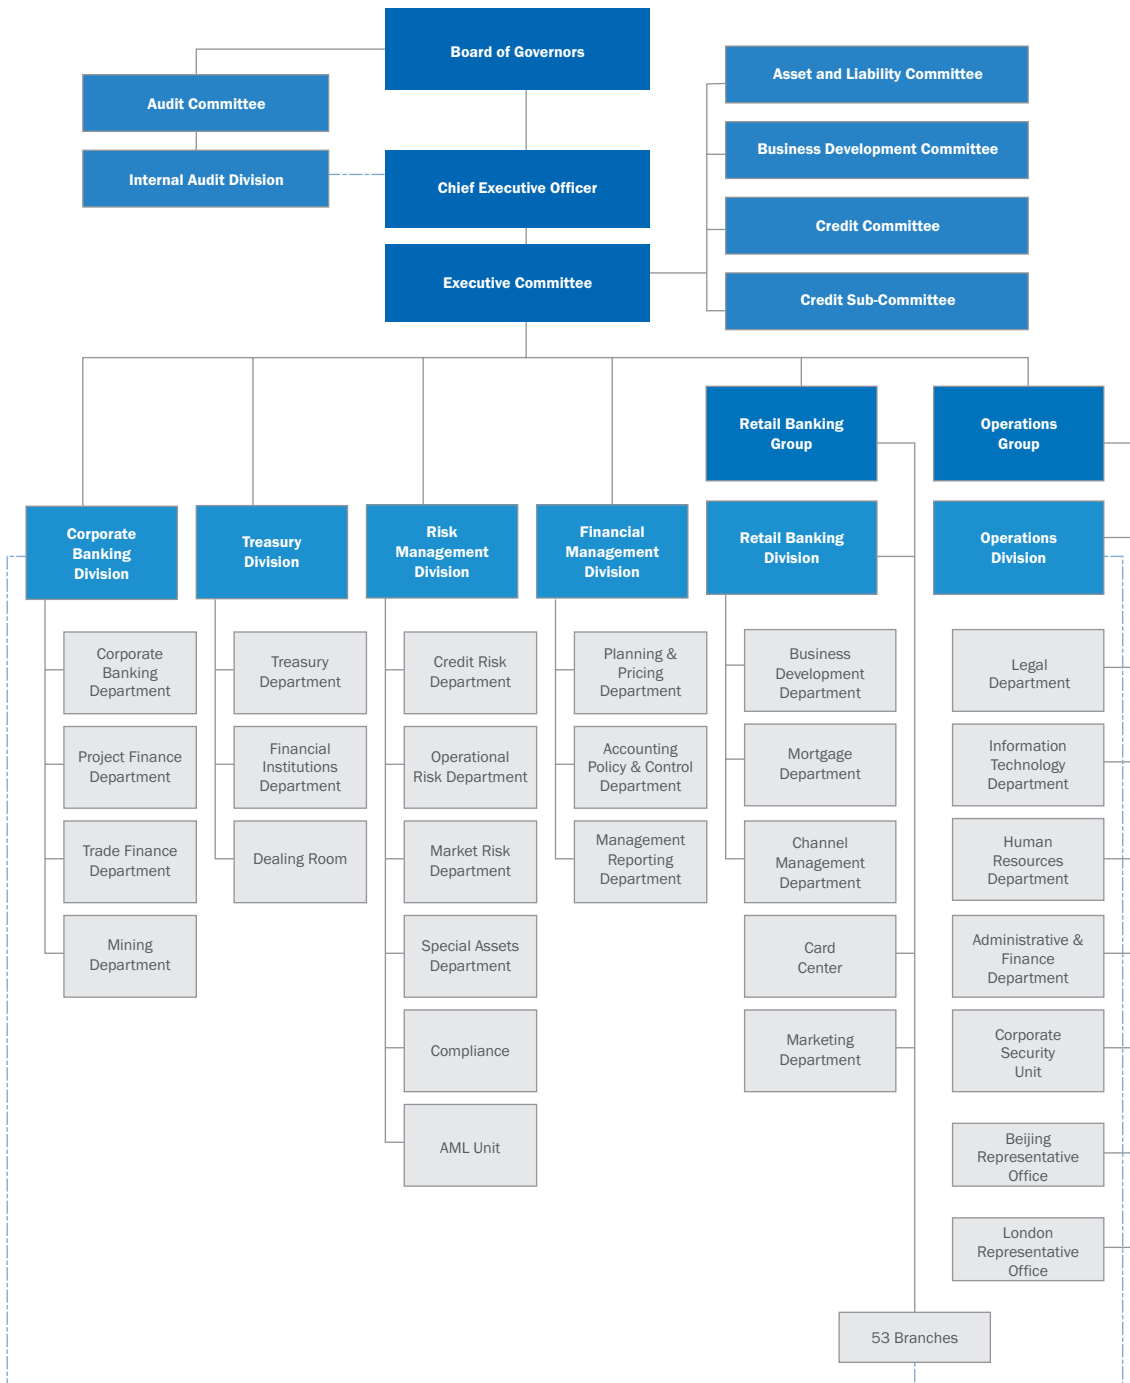 Board of Governors
Audit Committee
Internal Audit Division
Chief Executive Officer
Executive Committee
Asset and Liability Committee
Business Development Committee
Credit Committee
Credit Sub-Committee
Retail Banking
Group
Operations
Group
Corporate
Banking
Division
Treasury
Division
Risk
Management
Division
Financial
Management
Division
Retail Banking
Division
Operations
Division
Corporate
Banking
Department
Project Finance
Department
Trade Finance
Department
Mining
Department
Treasury
Department
Financial
Institutions
Department
Dealing Room
Credit Risk
Department
Operational
Risk Department
Market Risk
Department
Special Assets
Department
Compliance
AML Unit
Planning &
Pricing
Department
Accounting
Policy & Control
Department
Management
Reporting
Department
Business
Development
Department
Mortgage
Department
Channel
Management
Department
Card
Center
Marketing
Department
Legal
Department
Information
Technology
Department
Human
Resources
Department
Administrative &
Finance
Department
Corporate
Security
Unit
Beijing
Representative
Office
London
Representative
Office
53 Branches